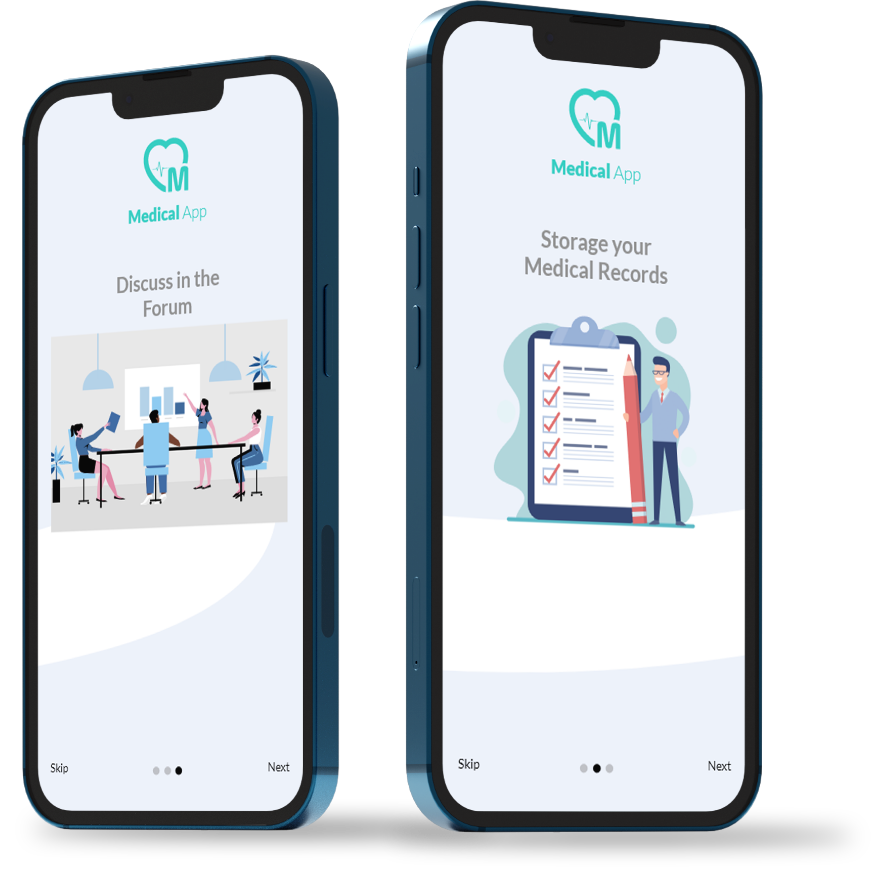 M
Medical App
Discuss in the
Forum
Skip
Next
M
Medical App
Storage your
Medical Records
Skip
Next